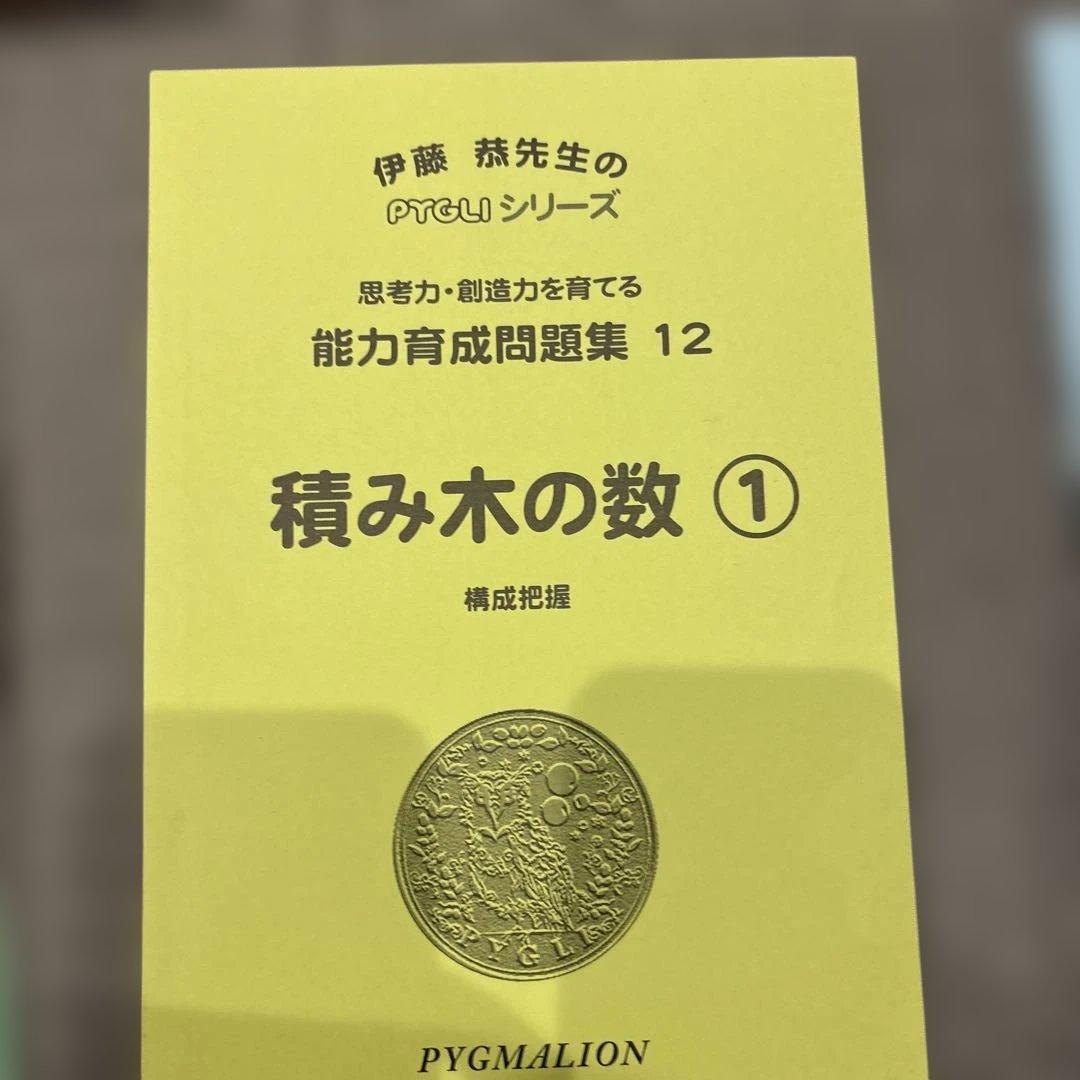 伊藤 恭先生の
PYGLIシリーズ
思考力・創造力を育てる
能力育成問題集 12
積み木の数 ①
構成把握
PYGLI
PYGMALION